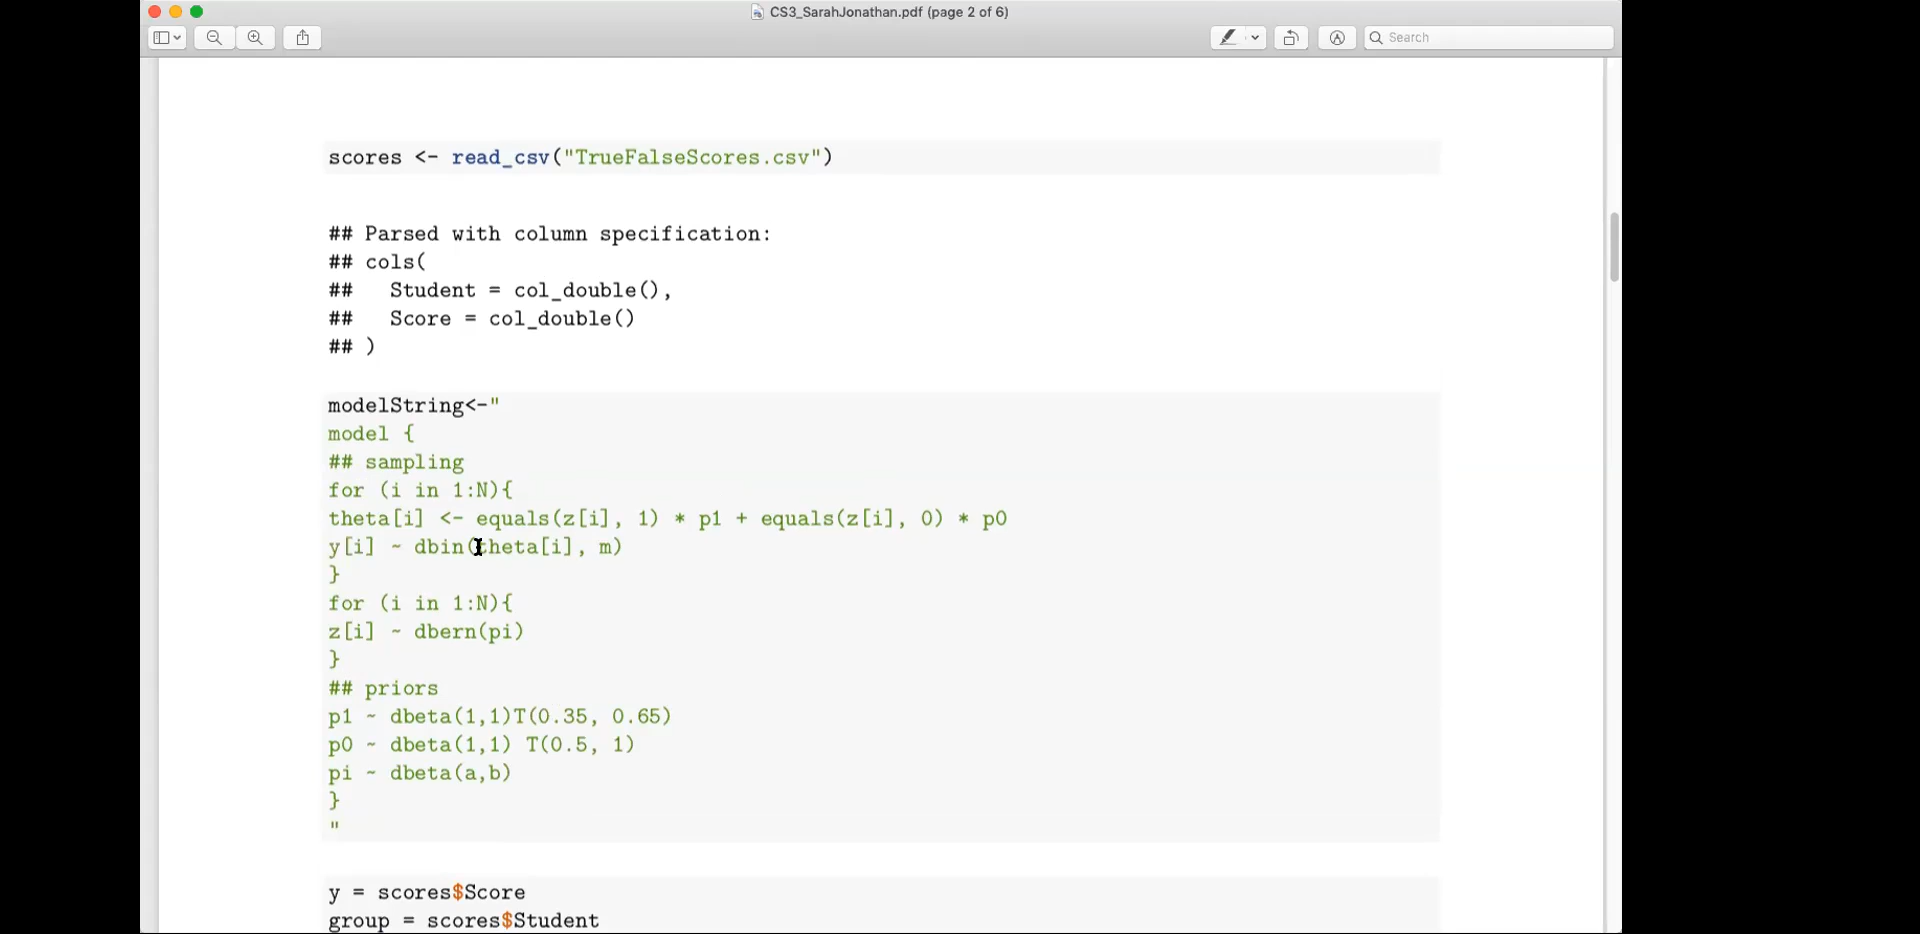 CS3_SarahJonathan.pdf (page 2 of 6)
Search
scores <- read_csv("TrueFalseScores.csv")
## Parsed with column specification:
## cols(
##   Student = col_double(),
##   Score = col_double()
## )
modelString<-"
model {
## sampling
for (i in 1:N){
theta[i] <- equals(z[i], 1) * p1 + equals(z[i], 0) * p0
y[i] ~ dbin(theta[i], m)
}
for (i in 1:N){
z[i] ~ dbern(pi)
}
## priors
p1 ~ dbeta(1,1)T(0.35, 0.65)
p0 ~ dbeta(1,1) T(0.5, 1)
pi ~ dbeta(a,b)
}
"
y = scores$Score
group = scores$Student